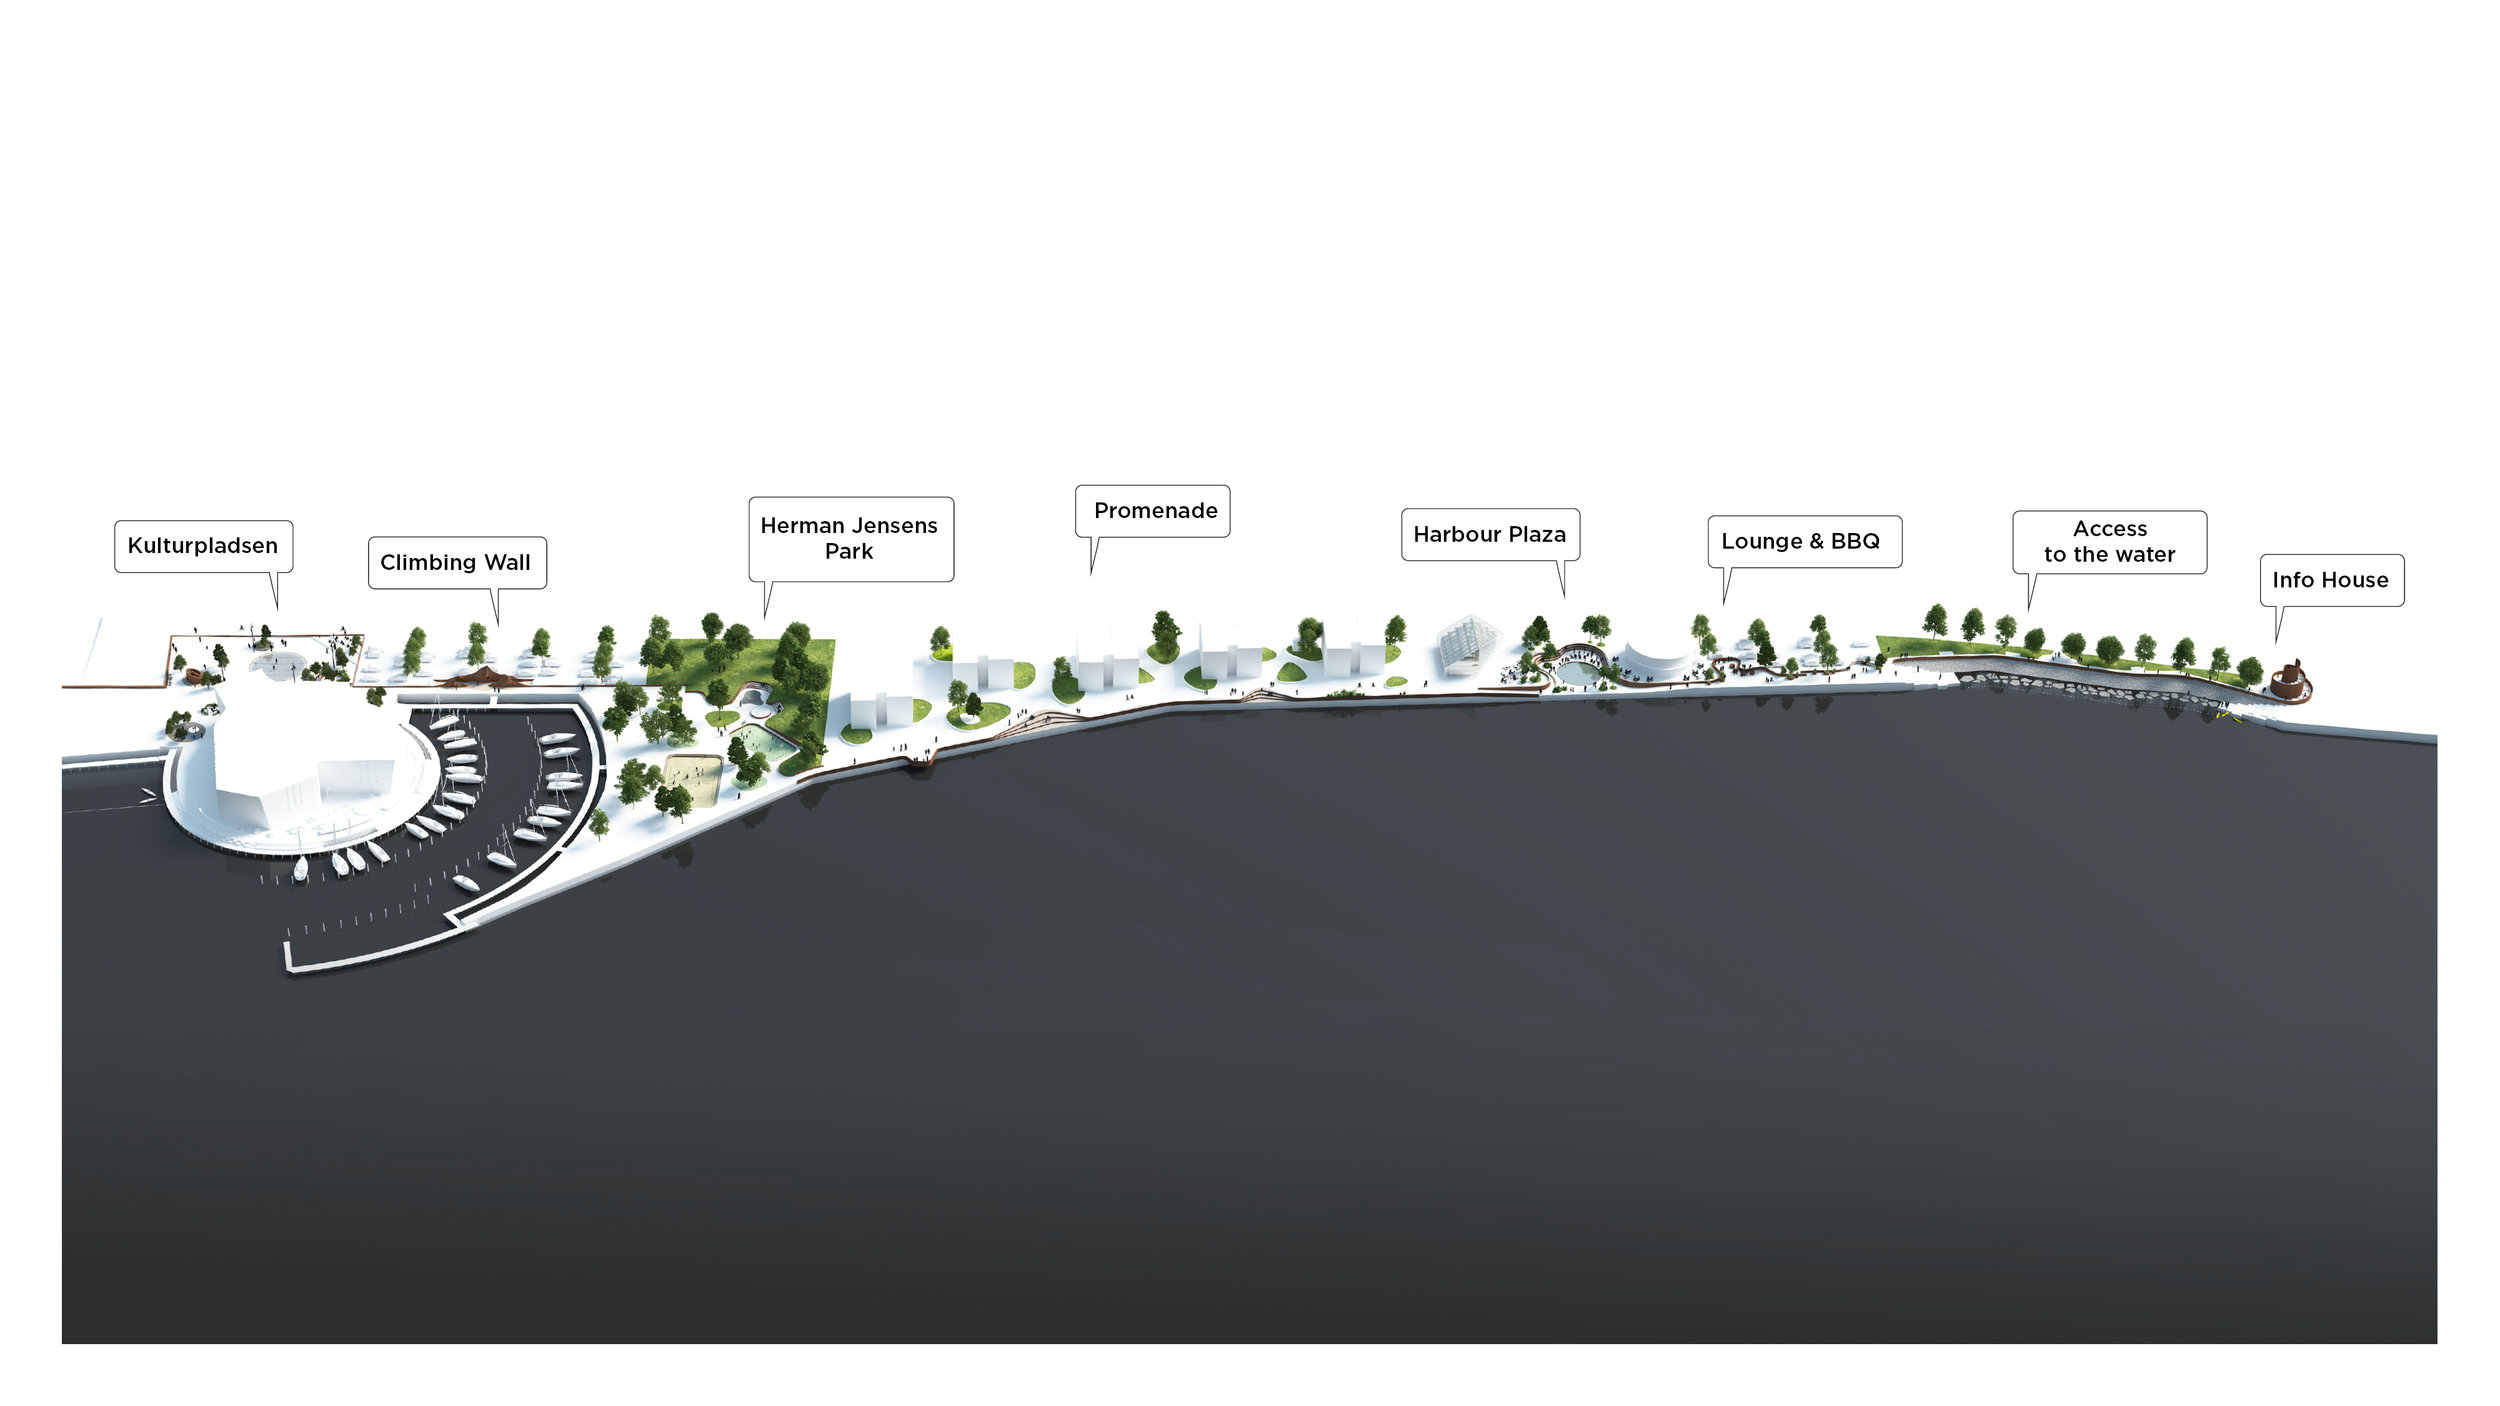 Kulturpladsen
Climbing Wall
Herman Jensens
Park
Promenade
Harbour Plaza
Lounge & BBQ
Access
to the water
Info House